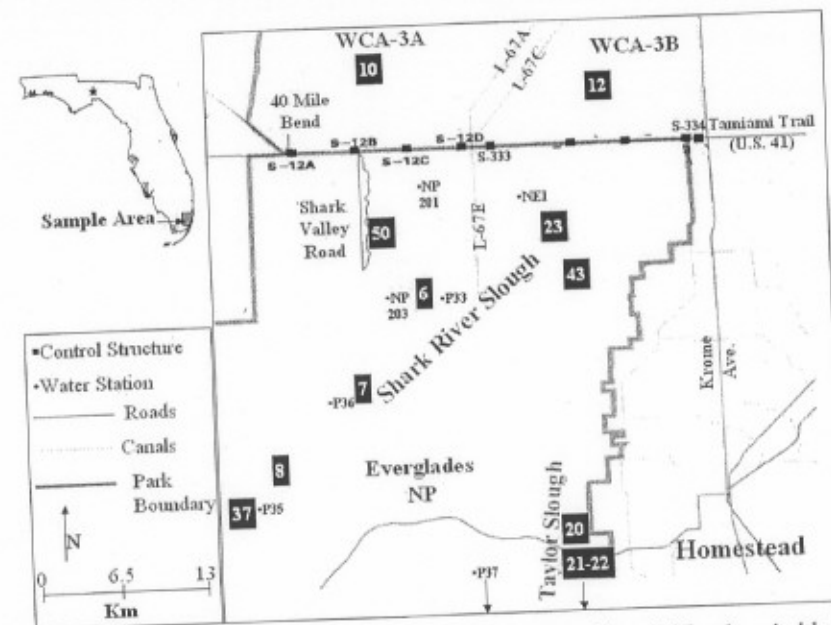 WCA-3A
WCA-3B
L-67A
L-67C
10
12
40 Mile
Bend
S-12A
S-12B
S-12C
S-12D
S-333
S-334
Tamiami Trail
(U.S. 41)
Sample Area
Shark
Valley
Road
50
•NP
201
L-67E
•NE1
23
43
•NP
203
6
•P33
Shark River Slough
Krome
Ave.
7
•P36
8
37
•P35
Everglades
NP
Taylor Slough
20
21-22
Homestead
•P37
Control Structure
Water Station
Roads
Canals
Park
Boundary
N
0 6.5 13
Km